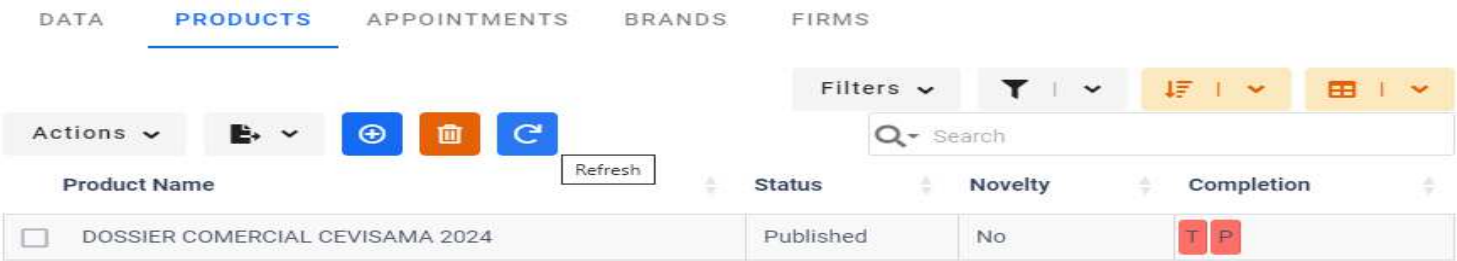 DATA PRODUCTS APPOINTMENTS BRANDS FIRMS
Filters
Actions Search
Refresh
Product Name Status Novelty Completion
DOSSIER COMERCIAL CEVISAMA 2024 Published No T P